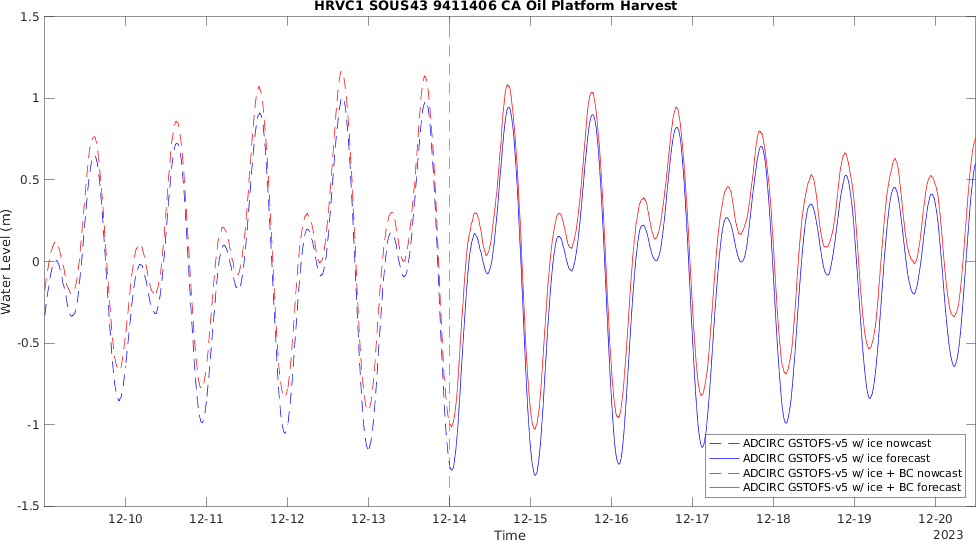 HRVC1 SOUS43 9411406 CA Oil Platform Harvest
1.5
1
0.5
0
-0.5
-1
-1.5
Water Level (m)
12-10 12-11 12-12 12-13 12-14 12-15 12-16 12-17 12-18 12-19 12-20
Time
2023
ADCIRC GSTOFS-v5 w/ ice nowcast
ADCIRC GSTOFS-v5 w/ ice forecast
ADCIRC GSTOFS-v5 w/ ice + BC nowcast
ADCIRC GSTOFS-v5 w/ ice + BC forecast